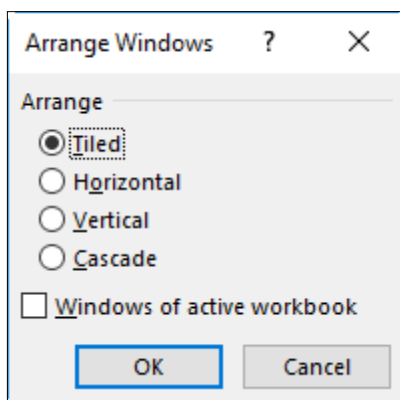 Arrange Windows ?
Arrange
Tiled
Horizontal
Vertical
Cascade
Windows of active workbook
OK Cancel